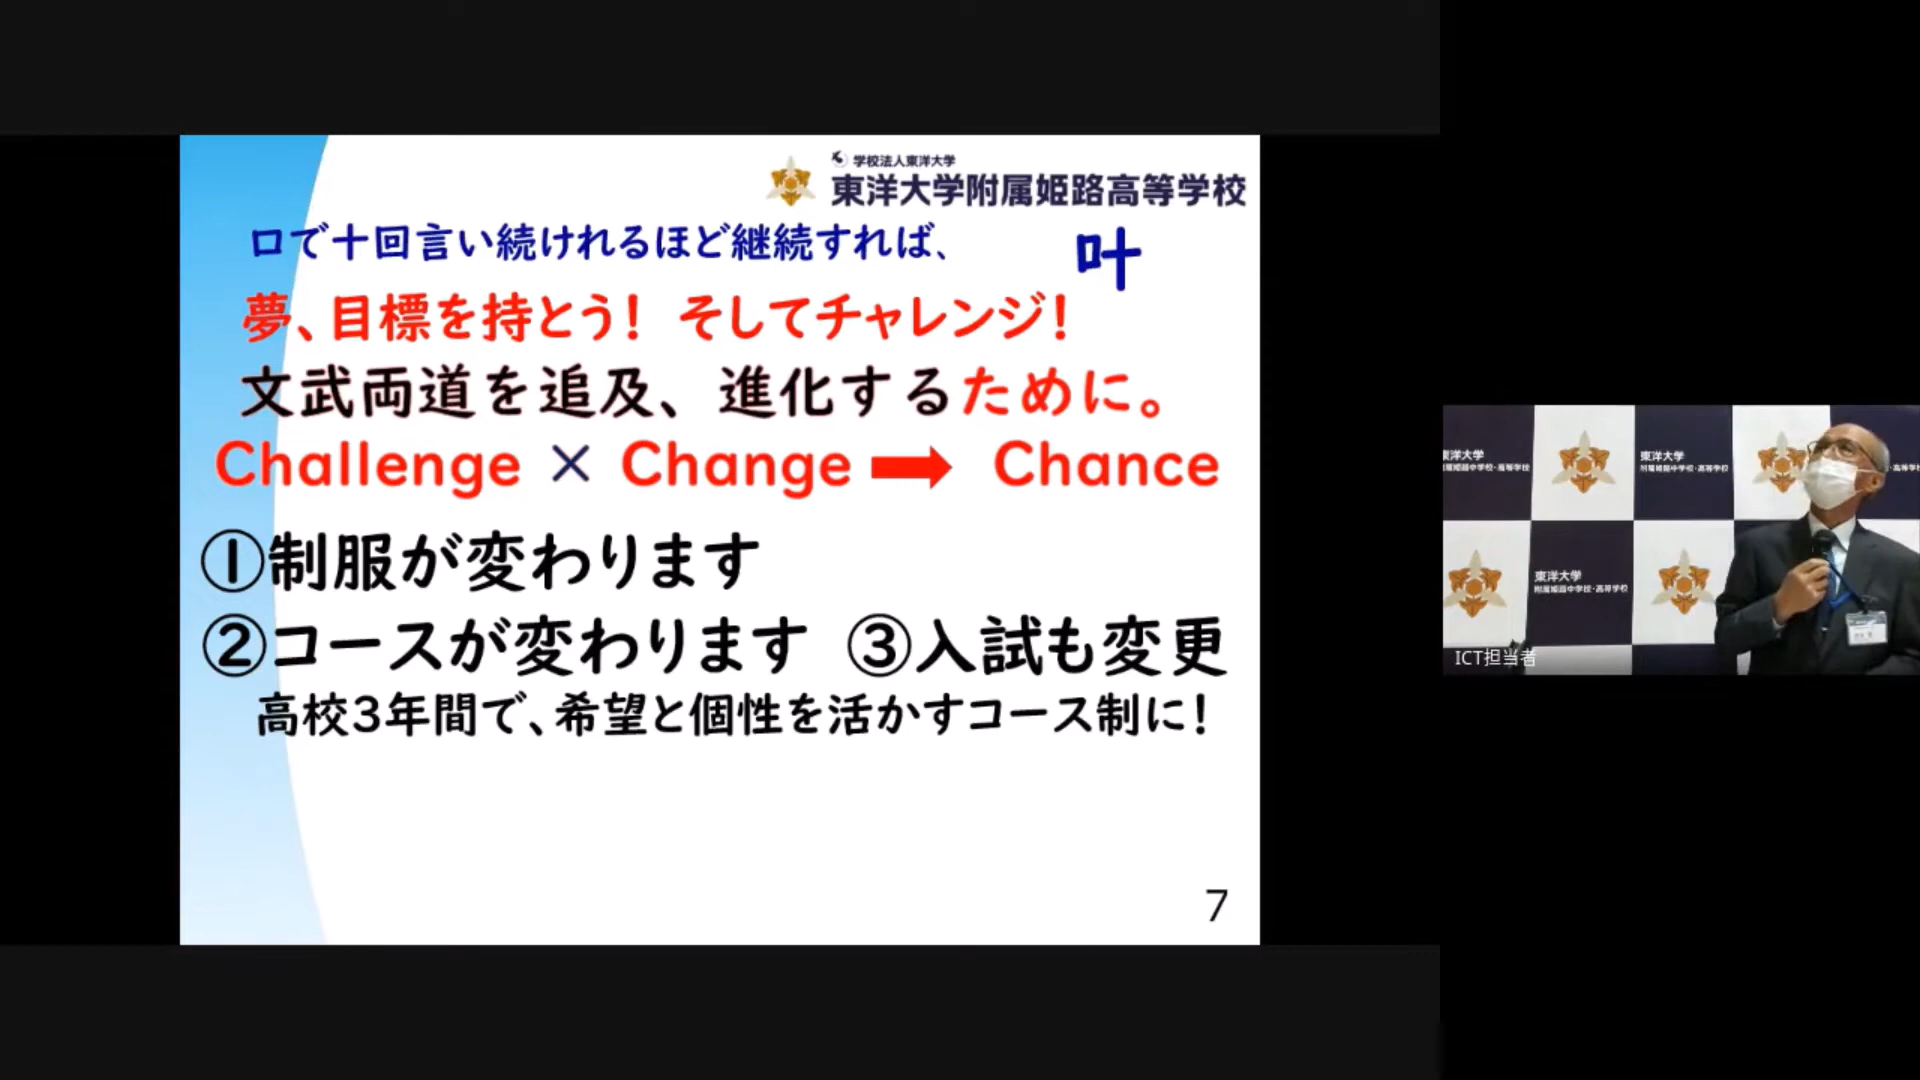 学校法人東洋大学
東洋大学附属姫路高等学校
口で十回言い続けれるほど継続すれば、 叶
夢、目標を持とう! そしてチャレンジ!
文武両道を追及、進化するために。
Challenge × Change ➡ Chance
①制服が変わります
②コースが変わります ③入試も変更
高校3年間で、希望と個性を活かすコース制に!
7
東洋大学
附属姫路中学校・高等学校
東洋大学
附属姫路中学校・高等学校
・高等学校
東洋大学
附属姫路中学校・高等学校
ICT担当者